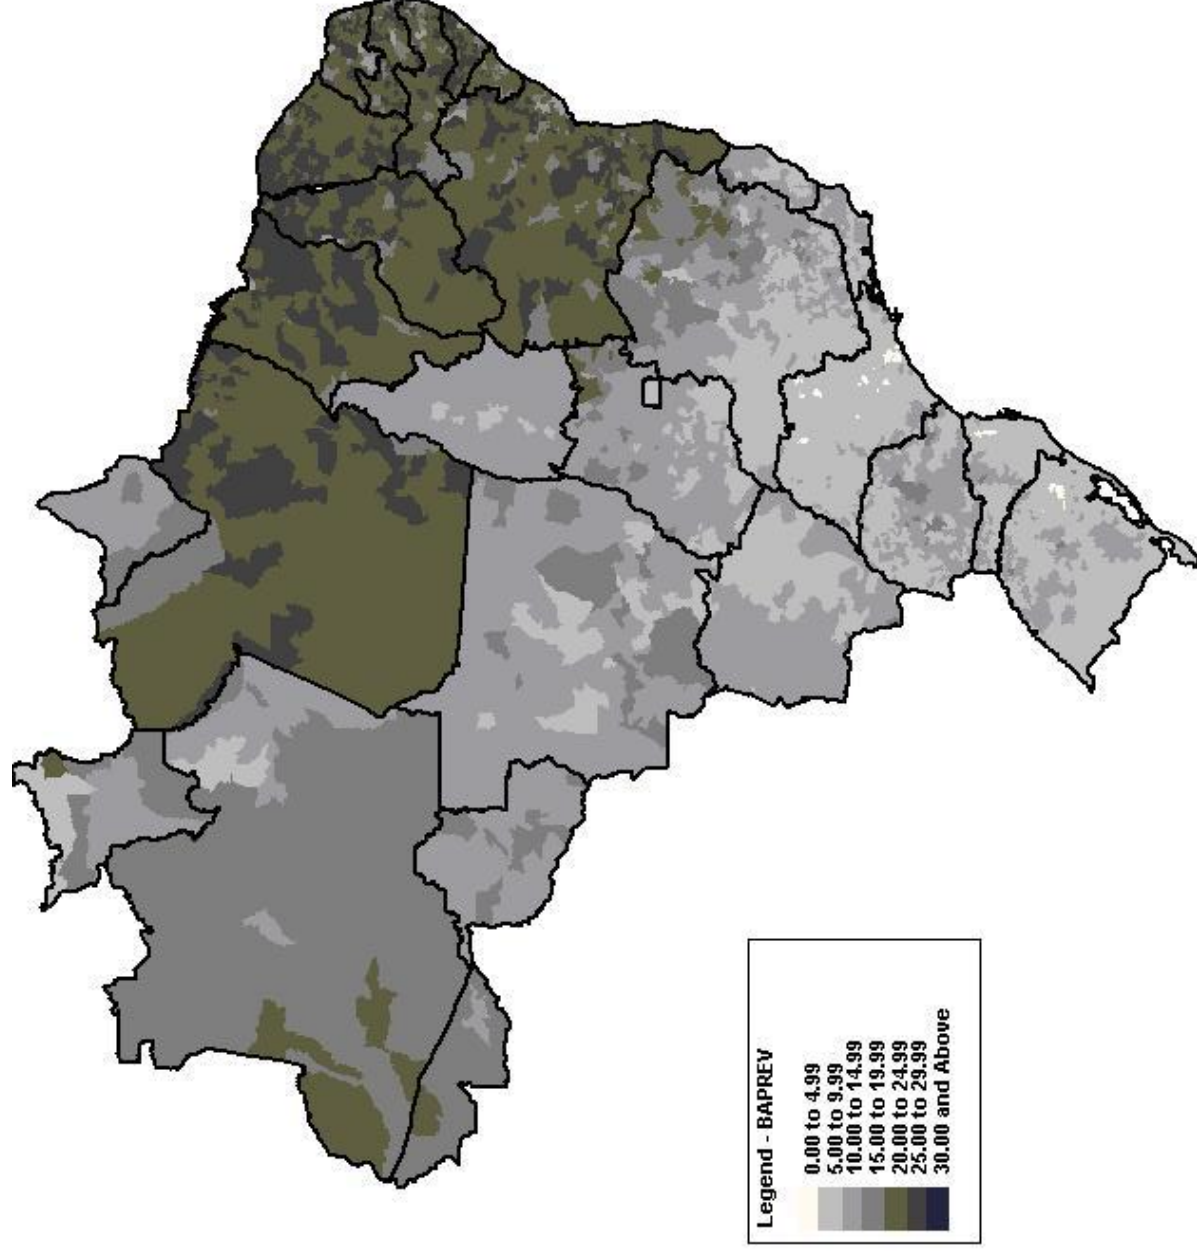 Legend - BAPREV
0.00 to 4.99
5.00 to 9.99
10.00 to 14.99
15.00 to 19.99
20.00 to 24.99
25.00 to 29.99
30.00 and Above